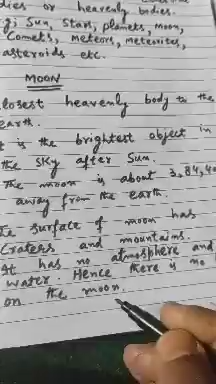 dies or heavenly bodies.
Sun, Stars, planets, moon,
Comets, meteors, meteorites,
asteroids etc.
MOON
closest heavenly body to the
earth.
t is the brightest object in
the sky after Sun.
The moon is about 3,84,40
away from the earth.
surface of moon has
Craters and mountains.
It has no atmosphere and
water. Hence there is no
on the moon.